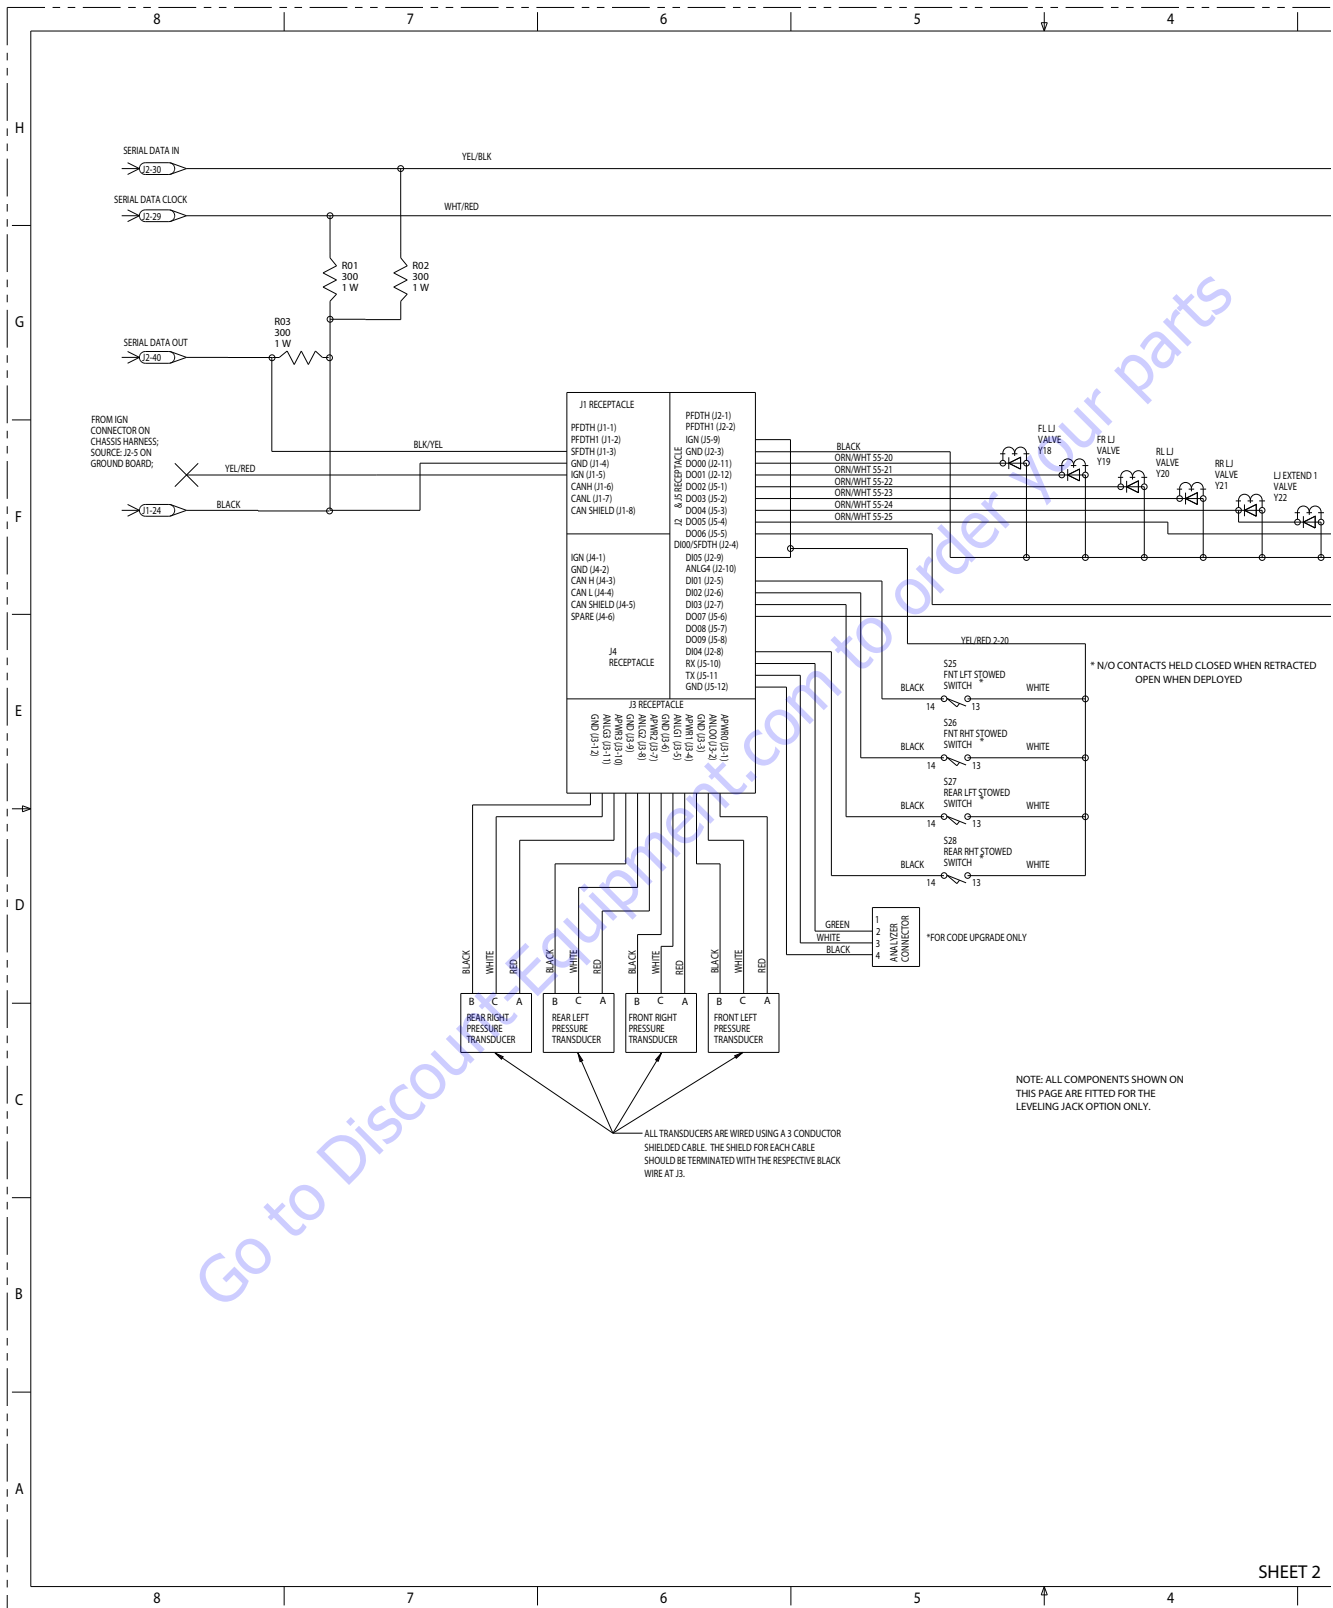 8 7 6 5 4
H
G
F
E
D
C
B
A
SERIAL DATA IN
J2-30
YEL/BLK
SERIAL DATA CLOCK
J2-29
WHT/RED
R01
300
1 W
R02
300
1 W
R03
300
1 W
SERIAL DATA OUT
J2-40
FROM IGN
CONNECTOR ON
CHASSIS HARNESS;
SOURCE: J2-5 ON
GROUND BOARD;
BLK/YEL
YEL/RED
J1-24
BLACK
J1 RECEPTACLE
PFDTH (J1-1)
PFDTH1 (J1-2)
SFDTH (J1-3)
GND (J1-4)
IGN (J1-5)
CANH (J1-6)
CANL (J1-7)
CAN SHIELD (J1-8)
IGN (J4-1)
GND (J4-2)
CAN H (J4-3)
CAN L (J4-4)
CAN SHIELD (J4-5)
SPARE (J4-6)
J4
RECEPTACLE
J2 & J5 RECEPTACLE
PFDTH (J2-1)
PFDTH1 (J2-2)
IGN (J5-9)
GND (J2-3)
DO00 (J2-11)
DO01 (J2-12)
DO02 (J5-1)
DO03 (J5-2)
DO04 (J5-3)
DO05 (J5-4)
DO06 (J5-5)
DI00/SFDTH (J2-4)
DI05 (J2-9)
ANLG4 (J2-10)
DI01 (J2-5)
DI02 (J2-6)
DI03 (J2-7)
DO07 (J5-6)
DO08 (J5-7)
DO09 (J5-8)
DI04 (J2-8)
RX (J5-10)
TX (J5-11
GND (J5-12)
J3 RECEPTACLE
APWR0 (J3-1)
ANLO0 (J3-2)
GND (J3-3)
APWR1 (J3-4)
ANLG1 (J3-5)
GND (J3-6)
APWR2 (J3-7)
ANLG2 (J3-8)
GND (J3-9)
APWR3 (J3-10)
ANLG3 (J3-11)
GND (J3-12)
BLACK
ORN/WHT 55-20
ORN/WHT 55-21
ORN/WHT 55-22
ORN/WHT 55-23
ORN/WHT 55-24
ORN/WHT 55-25
FL LJ
VALVE
Y18
FR LJ
VALVE
Y19
RL LJ
VALVE
Y20
RR LJ
VALVE
Y21
LJ EXTEND 1
VALVE
Y22
YEL/RED 2-20
* N/O CONTACTS HELD CLOSED WHEN RETRACTED
OPEN WHEN DEPLOYED
S25
FNT LFT STOWED
SWITCH *
BLACK 14 13 WHITE
S26
FNT RHT STOWED
SWITCH *
BLACK 14 13 WHITE
S27
REAR LFT STOWED
SWITCH *
BLACK 14 13 WHITE
S28
REAR RHT STOWED
SWITCH *
BLACK 14 13 WHITE
GREEN
WHITE
BLACK
1
2
3
4
ANALYZER
CONNECTOR
*FOR CODE UPGRADE ONLY
BLACK WHITE RED BLACK WHITE RED BLACK WHITE RED BLACK WHITE RED
B C A B C A B C A B C A
REAR RIGHT
PRESSURE
TRANSDUCER
REAR LEFT
PRESSURE
TRANSDUCER
FRONT RIGHT
PRESSURE
TRANSDUCER
FRONT LEFT
PRESSURE
TRANSDUCER
ALL TRANSDUCERS ARE WIRED USING A 3 CONDUCTOR
SHIELDED CABLE. THE SHIELD FOR EACH CABLE
SHOULD BE TERMINATED WITH THE RESPECTIVE BLACK
WIRE AT J3.
NOTE: ALL COMPONENTS SHOWN ON
THIS PAGE ARE FITTED FOR THE
LEVELING JACK OPTION ONLY.
Go to Discount-Equipment.com to order your parts
SHEET 2
8 7 6 5 4